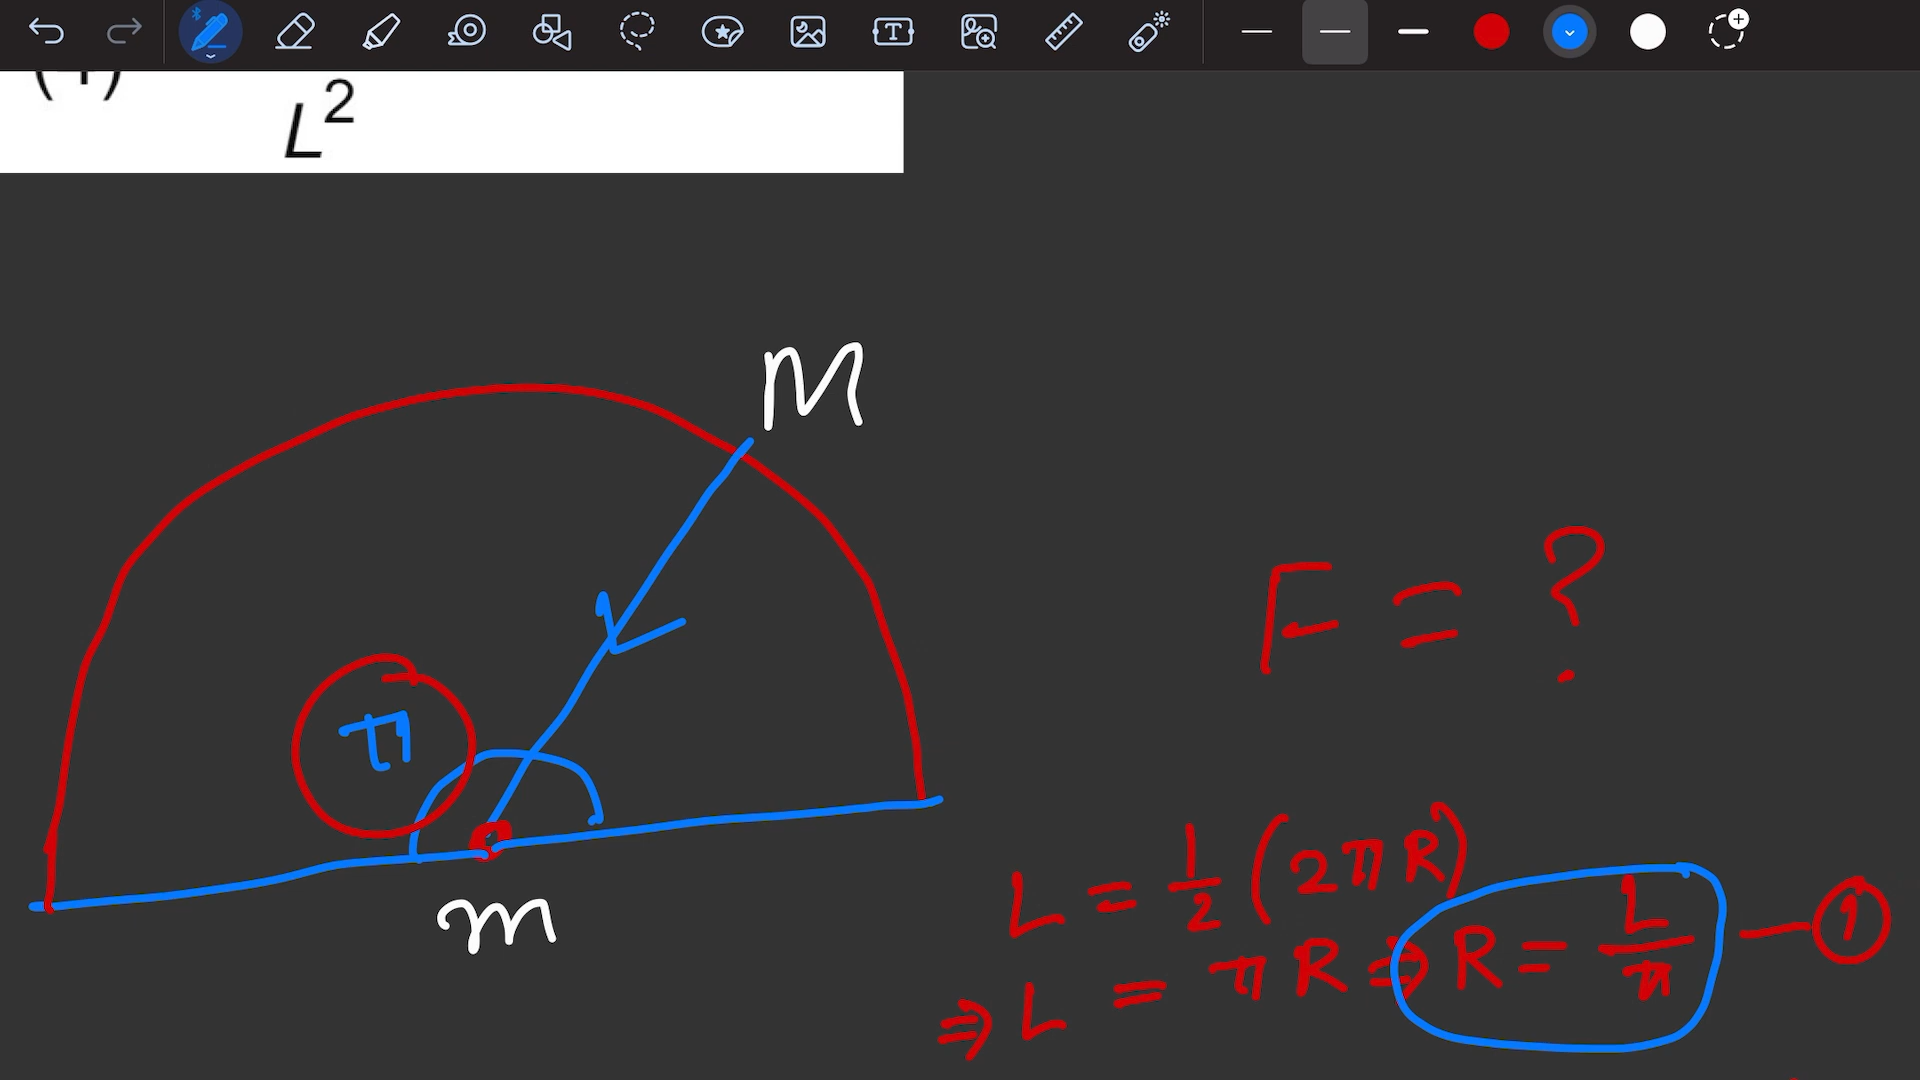 L²
M
F = ?
π
L = 1/2 (2πR)
m
⇒ L = πR ⇒ R = L/π — ①